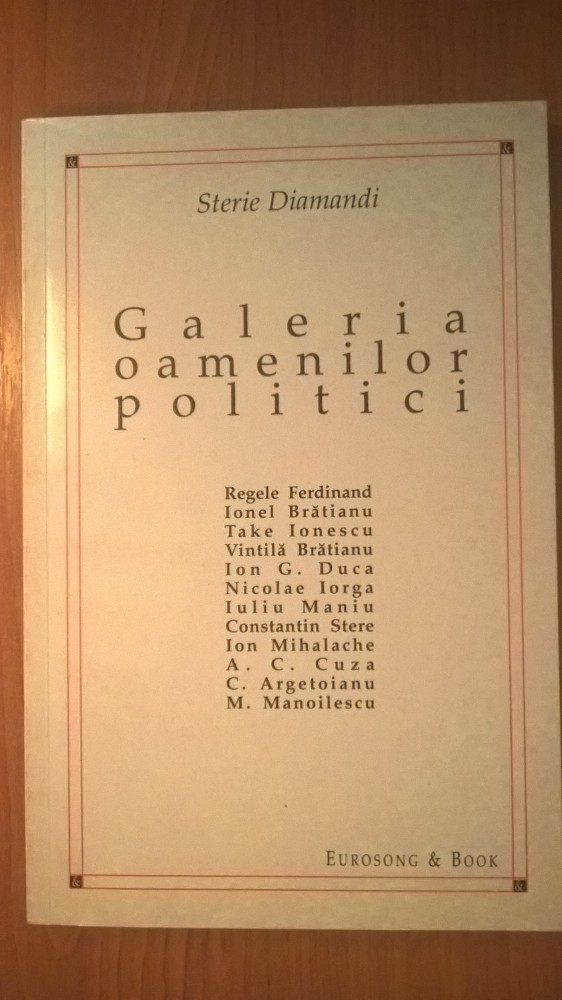 &
&
Sterie Diamandi
Galeria
oamenilor
politici
Regele Ferdinand
Ionel Brătianu
Take Ionescu
Vintilă Brătianu
Ion G. Duca
Nicolae Iorga
Iuliu Maniu
Constantin Stere
Ion Mihalache
A. C. Cuza
C. Argetoianu
M. Manoilescu
EUROSONG & BOOK
&
&